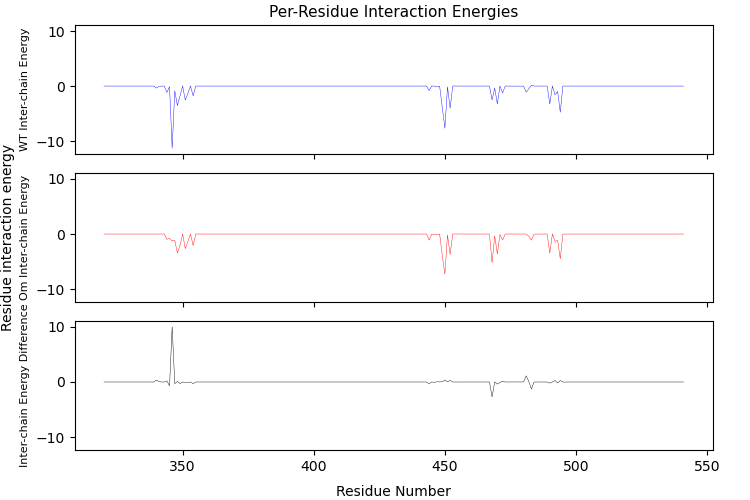 Per-Residue Interaction Energies
10
0
−10
WT Inter-chain Energy
10
0
−10
Om Inter-chain Energy
Residue interaction energy
10
0
−10
Inter-chain Energy Difference
350
400
450
500
550
Residue Number